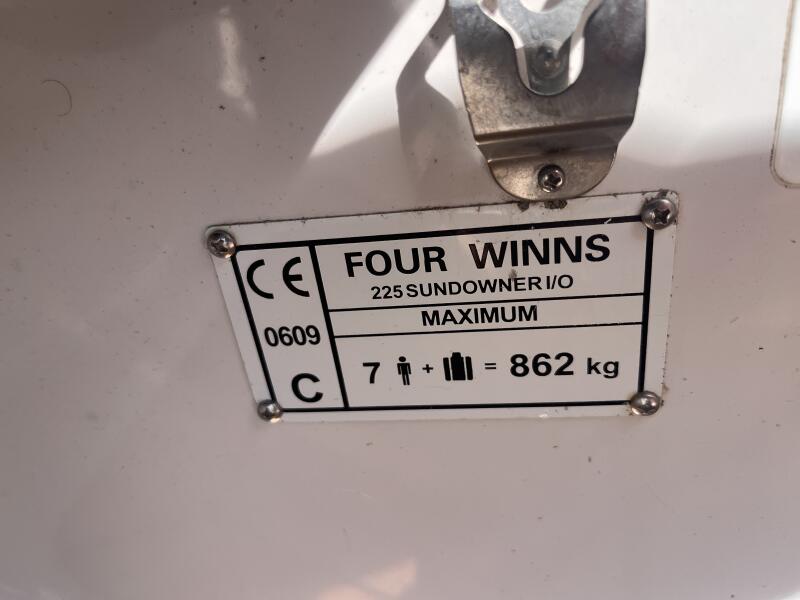 CE
0609
C
FOUR WINNS
225 SUNDOWNER I/O
MAXIMUM
7 + = 862 kg